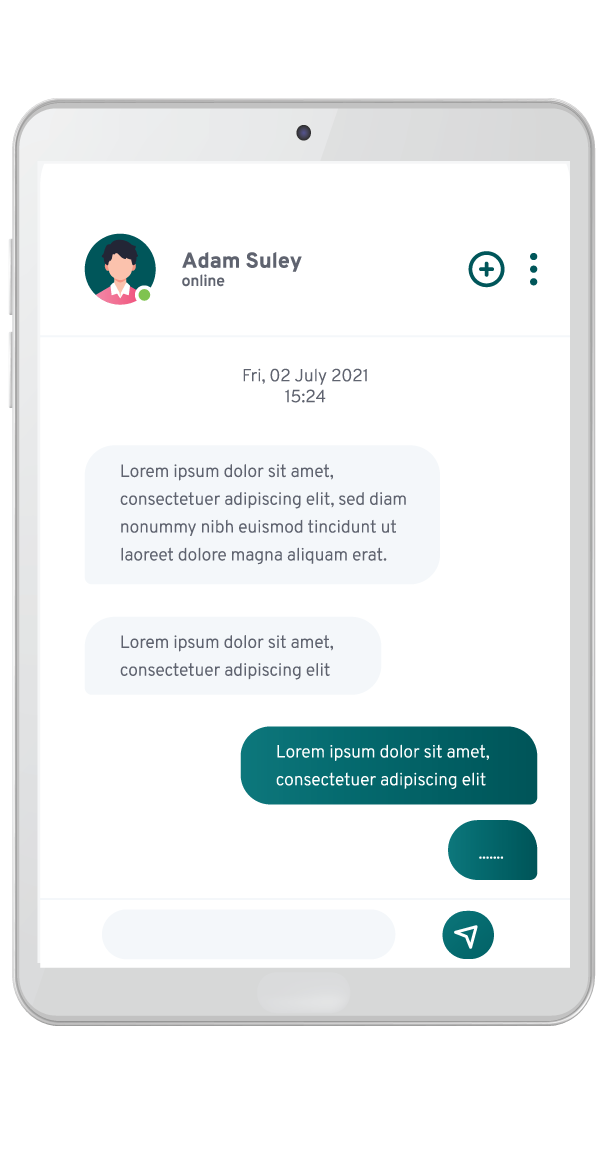 Adam Suley
online
Fri, 02 July 2021
15:24
Lorem ipsum dolor sit amet,
consectetuer adipiscing elit, sed diam
nonummy nibh euismod tincidunt ut
laoreet dolore magna aliquam erat.
Lorem ipsum dolor sit amet,
consectetuer adipiscing elit
Lorem ipsum dolor sit amet,
consectetuer adipiscing elit
.......